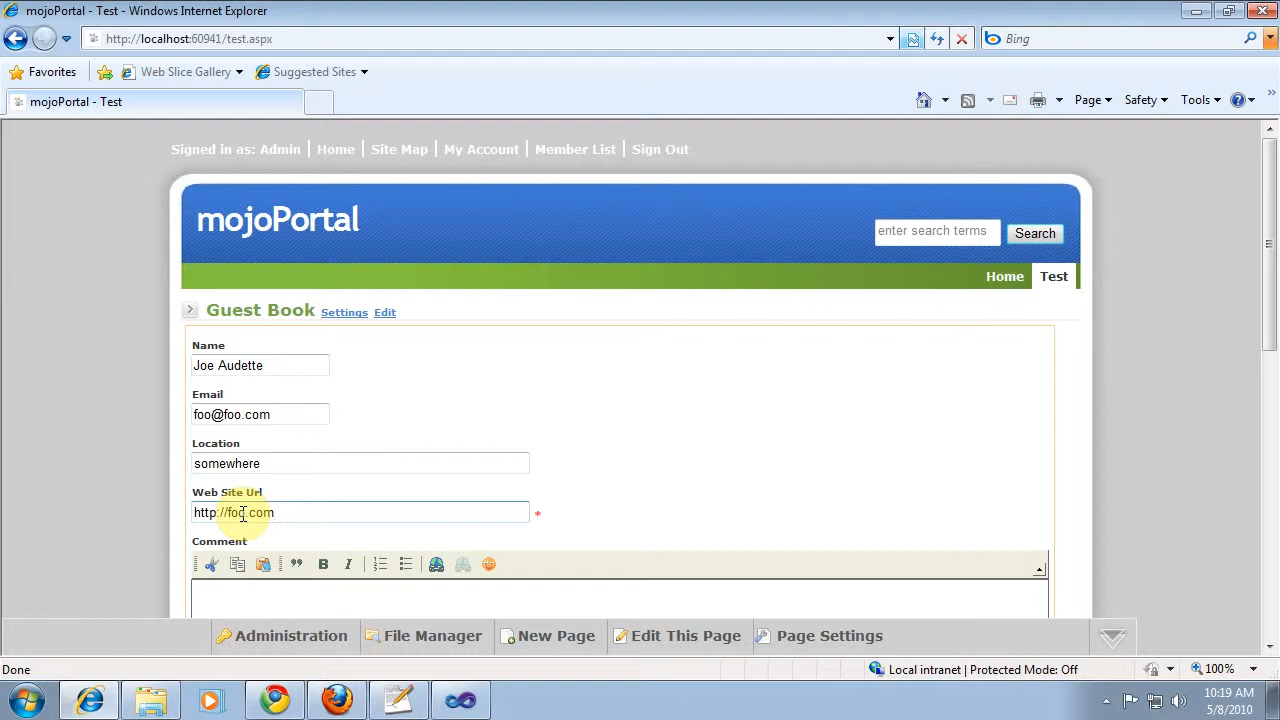 mojoPortal - Test - Windows Internet Explorer
http://localhost:60941/test.aspx
Bing
Favorites
Web Slice Gallery
Suggested Sites
mojoPortal - Test
Page
Safety
Tools
Signed in as: Admin
Home
Site Map
My Account
Member List
Sign Out
mojoPortal
enter search terms
Search
Home
Test
Guest Book
Settings
Edit
Name
Joe Audette
Email
foo@foo.com
Location
somewhere
Web Site Url
http://foo.com
*
Comment
Administration
File Manager
New Page
Edit This Page
Page Settings
Done
Local intranet | Protected Mode: Off
100%
10:19 AM
5/8/2010